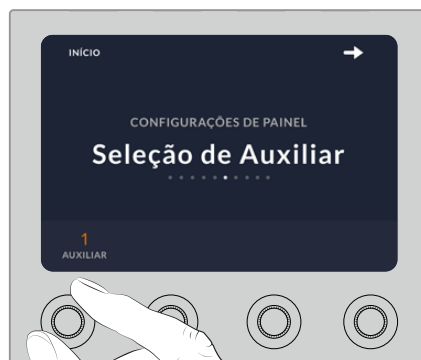 INÍCIO
CONFIGURAÇÕES DE PAINEL
Seleção de Auxiliar
1
AUXILIAR